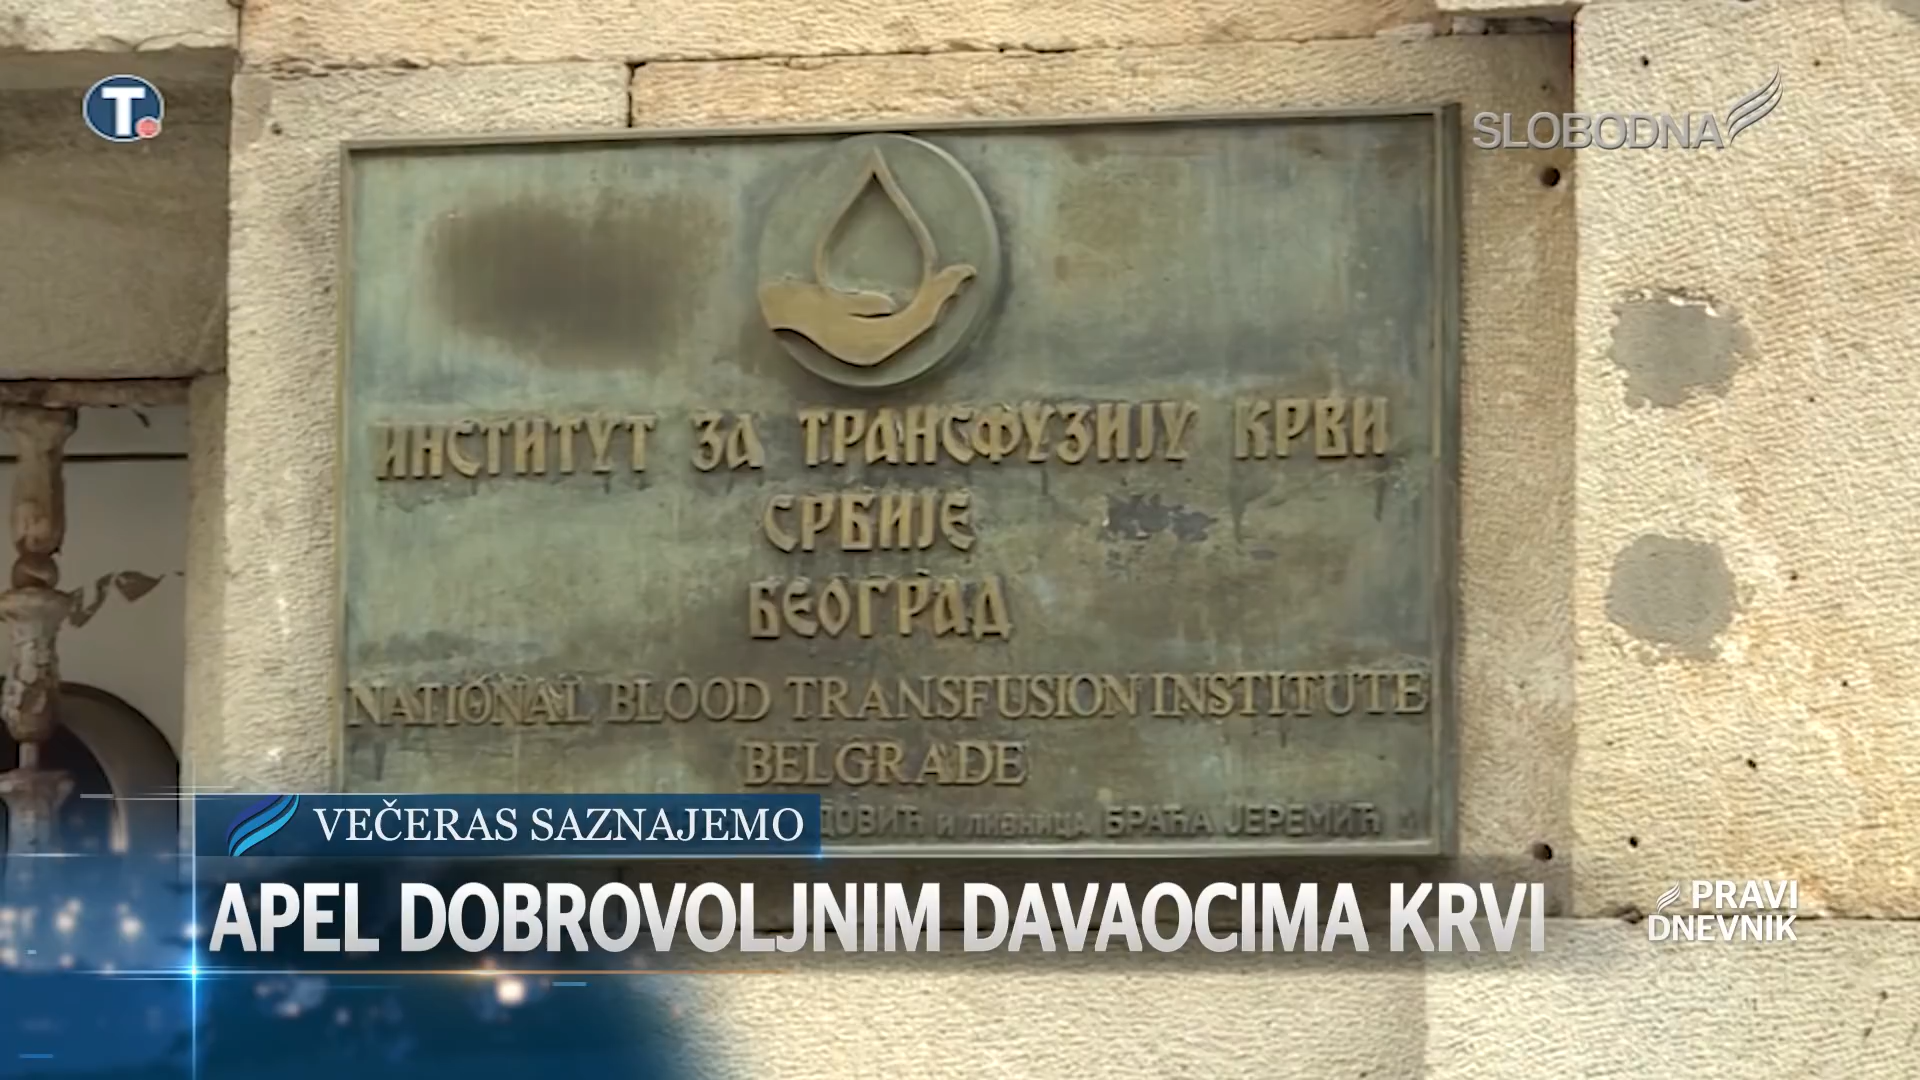 T
SLOBODNA
ИНСТИТУТ ЗА ТРАНСФУЗИЈУ КРВИ
СРБИЈЕ
БЕОГРАД
NATIONAL BLOOD TRANSFUSION INSTITUTE
BELGRADE
и ливница БРАЋА ЈЕРЕМИЋ
VEČERAS SAZNAJEMO
APEL DOBROVOLJNIM DAVAOCIMA KRVI
PRAVI
DNEVNIK